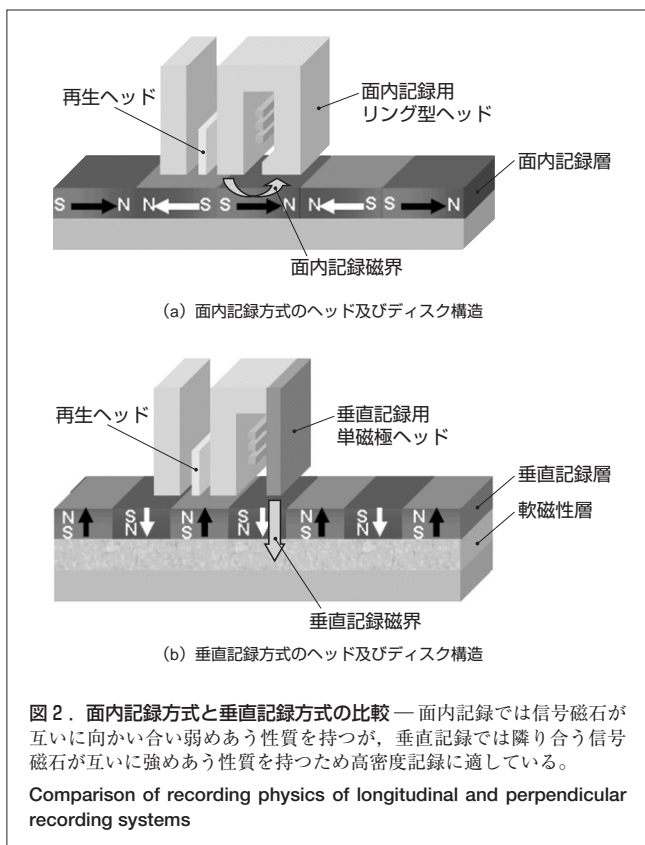 再生ヘッド
面内記録用
リング型ヘッド
面内記録層
S N N S S N N S S N
面内記録磁界
(a) 面内記録方式のヘッド及びディスク構造
再生ヘッド
垂直記録用
単磁極ヘッド
垂直記録層
軟磁性層
N S N S N S N
S N S N S N S
垂直記録磁界
(b) 垂直記録方式のヘッド及びディスク構造
図2．面内記録方式と垂直記録方式の比較 — 面内記録では信号磁石が
互いに向かい合い弱めあう性質を持つが，垂直記録では隣り合う信号
磁石が互いに強めあう性質を持つため高密度記録に適している。
Comparison of recording physics of longitudinal and perpendicular
recording systems